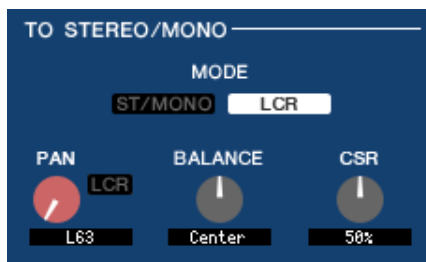 TO STEREO/MONO
MODE
ST/MONO LCR
PAN BALANCE CSR
LCR
L63 Center 50%